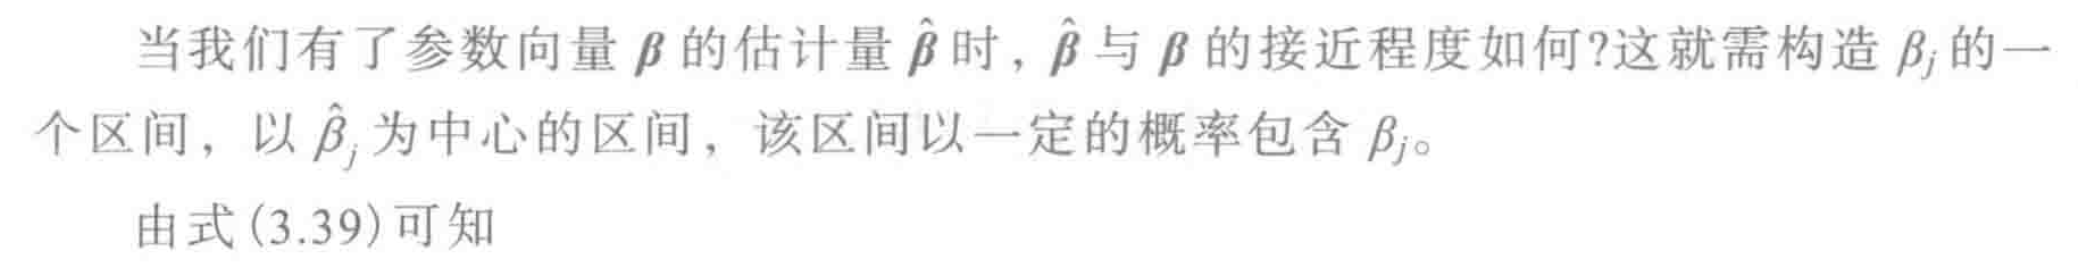 当我们有了参数向量 β 的估计量 β̂ 时, β̂ 与 β 的接近程度如何?这就需构造 βⱼ 的一
个区间, 以 β̂ⱼ 为中心的区间, 该区间以一定的概率包含 βⱼ。
由式(3.39)可知